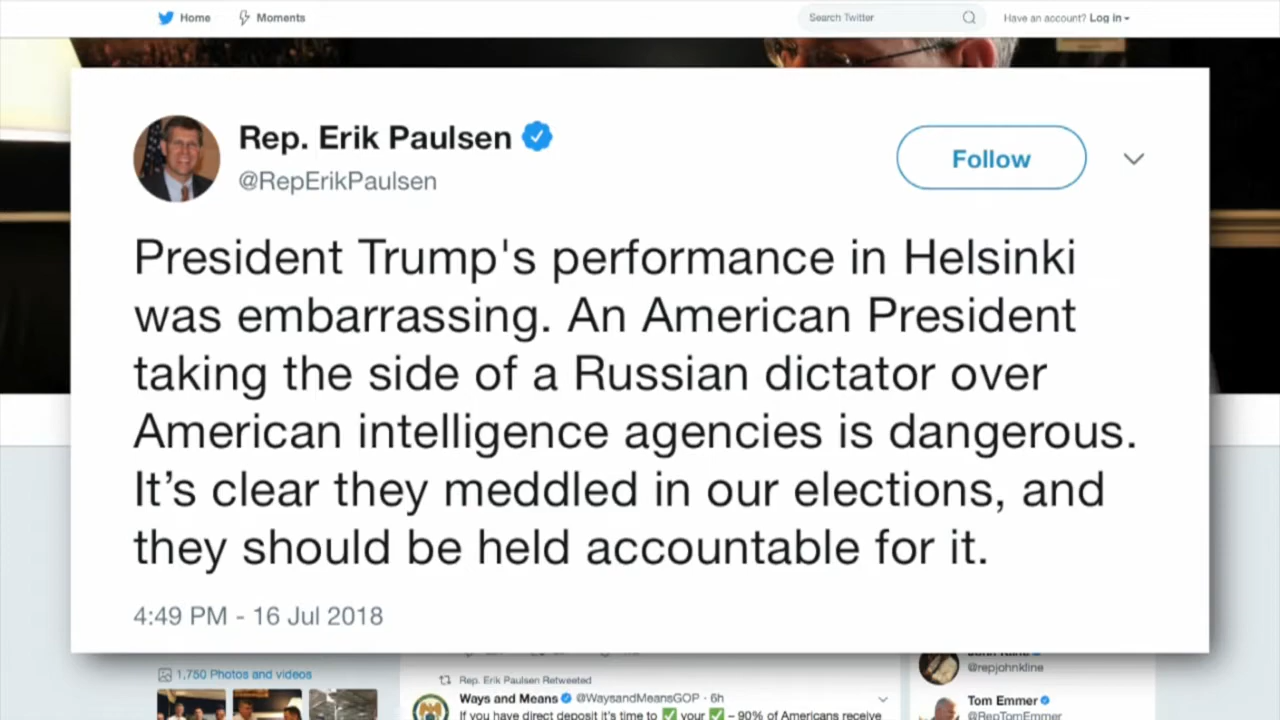 Home
Moments
Search Twitter
Have an account? Log in
Rep. Erik Paulsen
@RepErikPaulsen
Follow
President Trump's performance in Helsinki
was embarrassing. An American President
taking the side of a Russian dictator over
American intelligence agencies is dangerous.
It’s clear they meddled in our elections, and
they should be held accountable for it.
4:49 PM - 16 Jul 2018
1,750 Photos and videos
Rep. Erik Paulsen Retweeted
Ways and Means @WaysandMeansGOP · 6h
If you have direct deposit it's time to ✅ your ✅ – 90% of Americans receive
John Kline
@repjohnkline
Tom Emmer
@RepTomEmmer